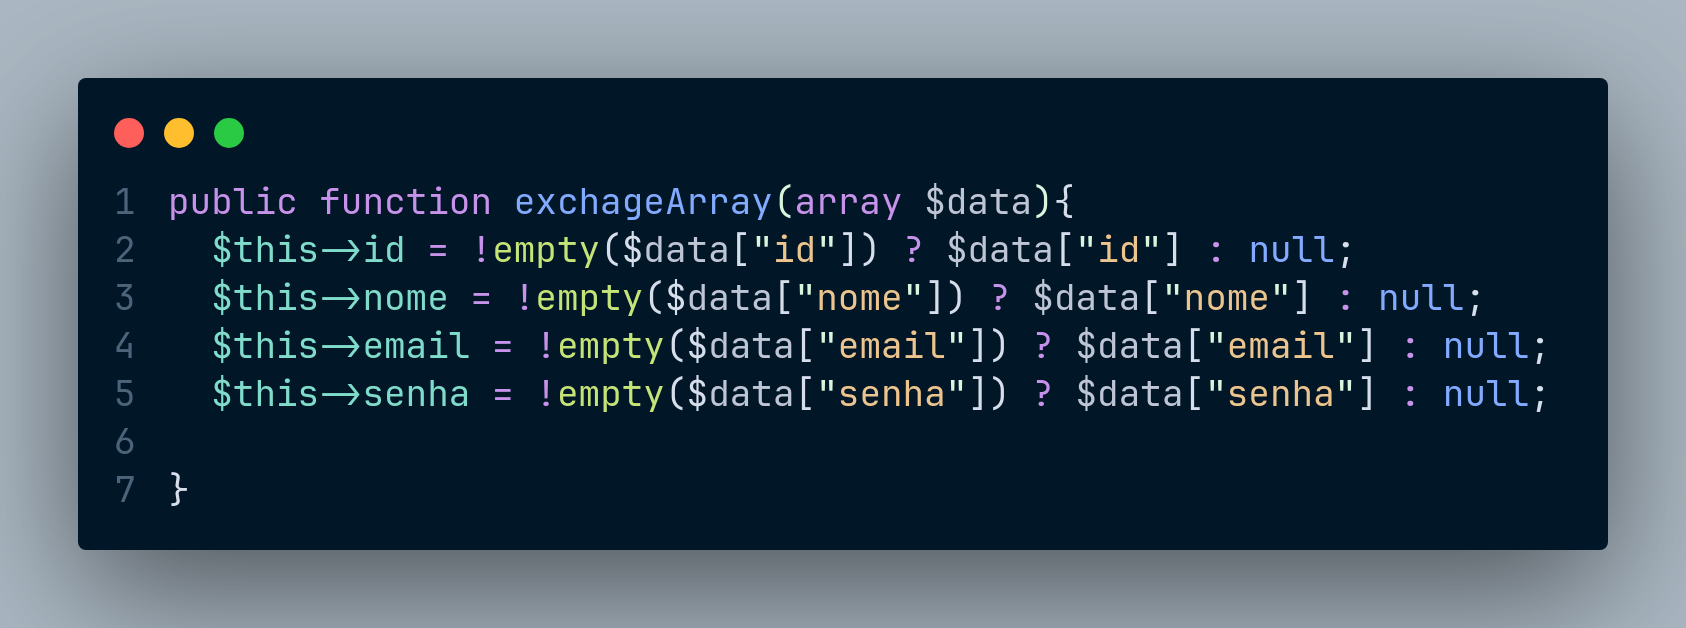 1 public function exchageArray(array $data){
2   $this->id = !empty($data["id"]) ? $data["id"] : null;
3   $this->nome = !empty($data["nome"]) ? $data["nome"] : null;
4   $this->email = !empty($data["email"]) ? $data["email"] : null;
5   $this->senha = !empty($data["senha"]) ? $data["senha"] : null;
6
7 }